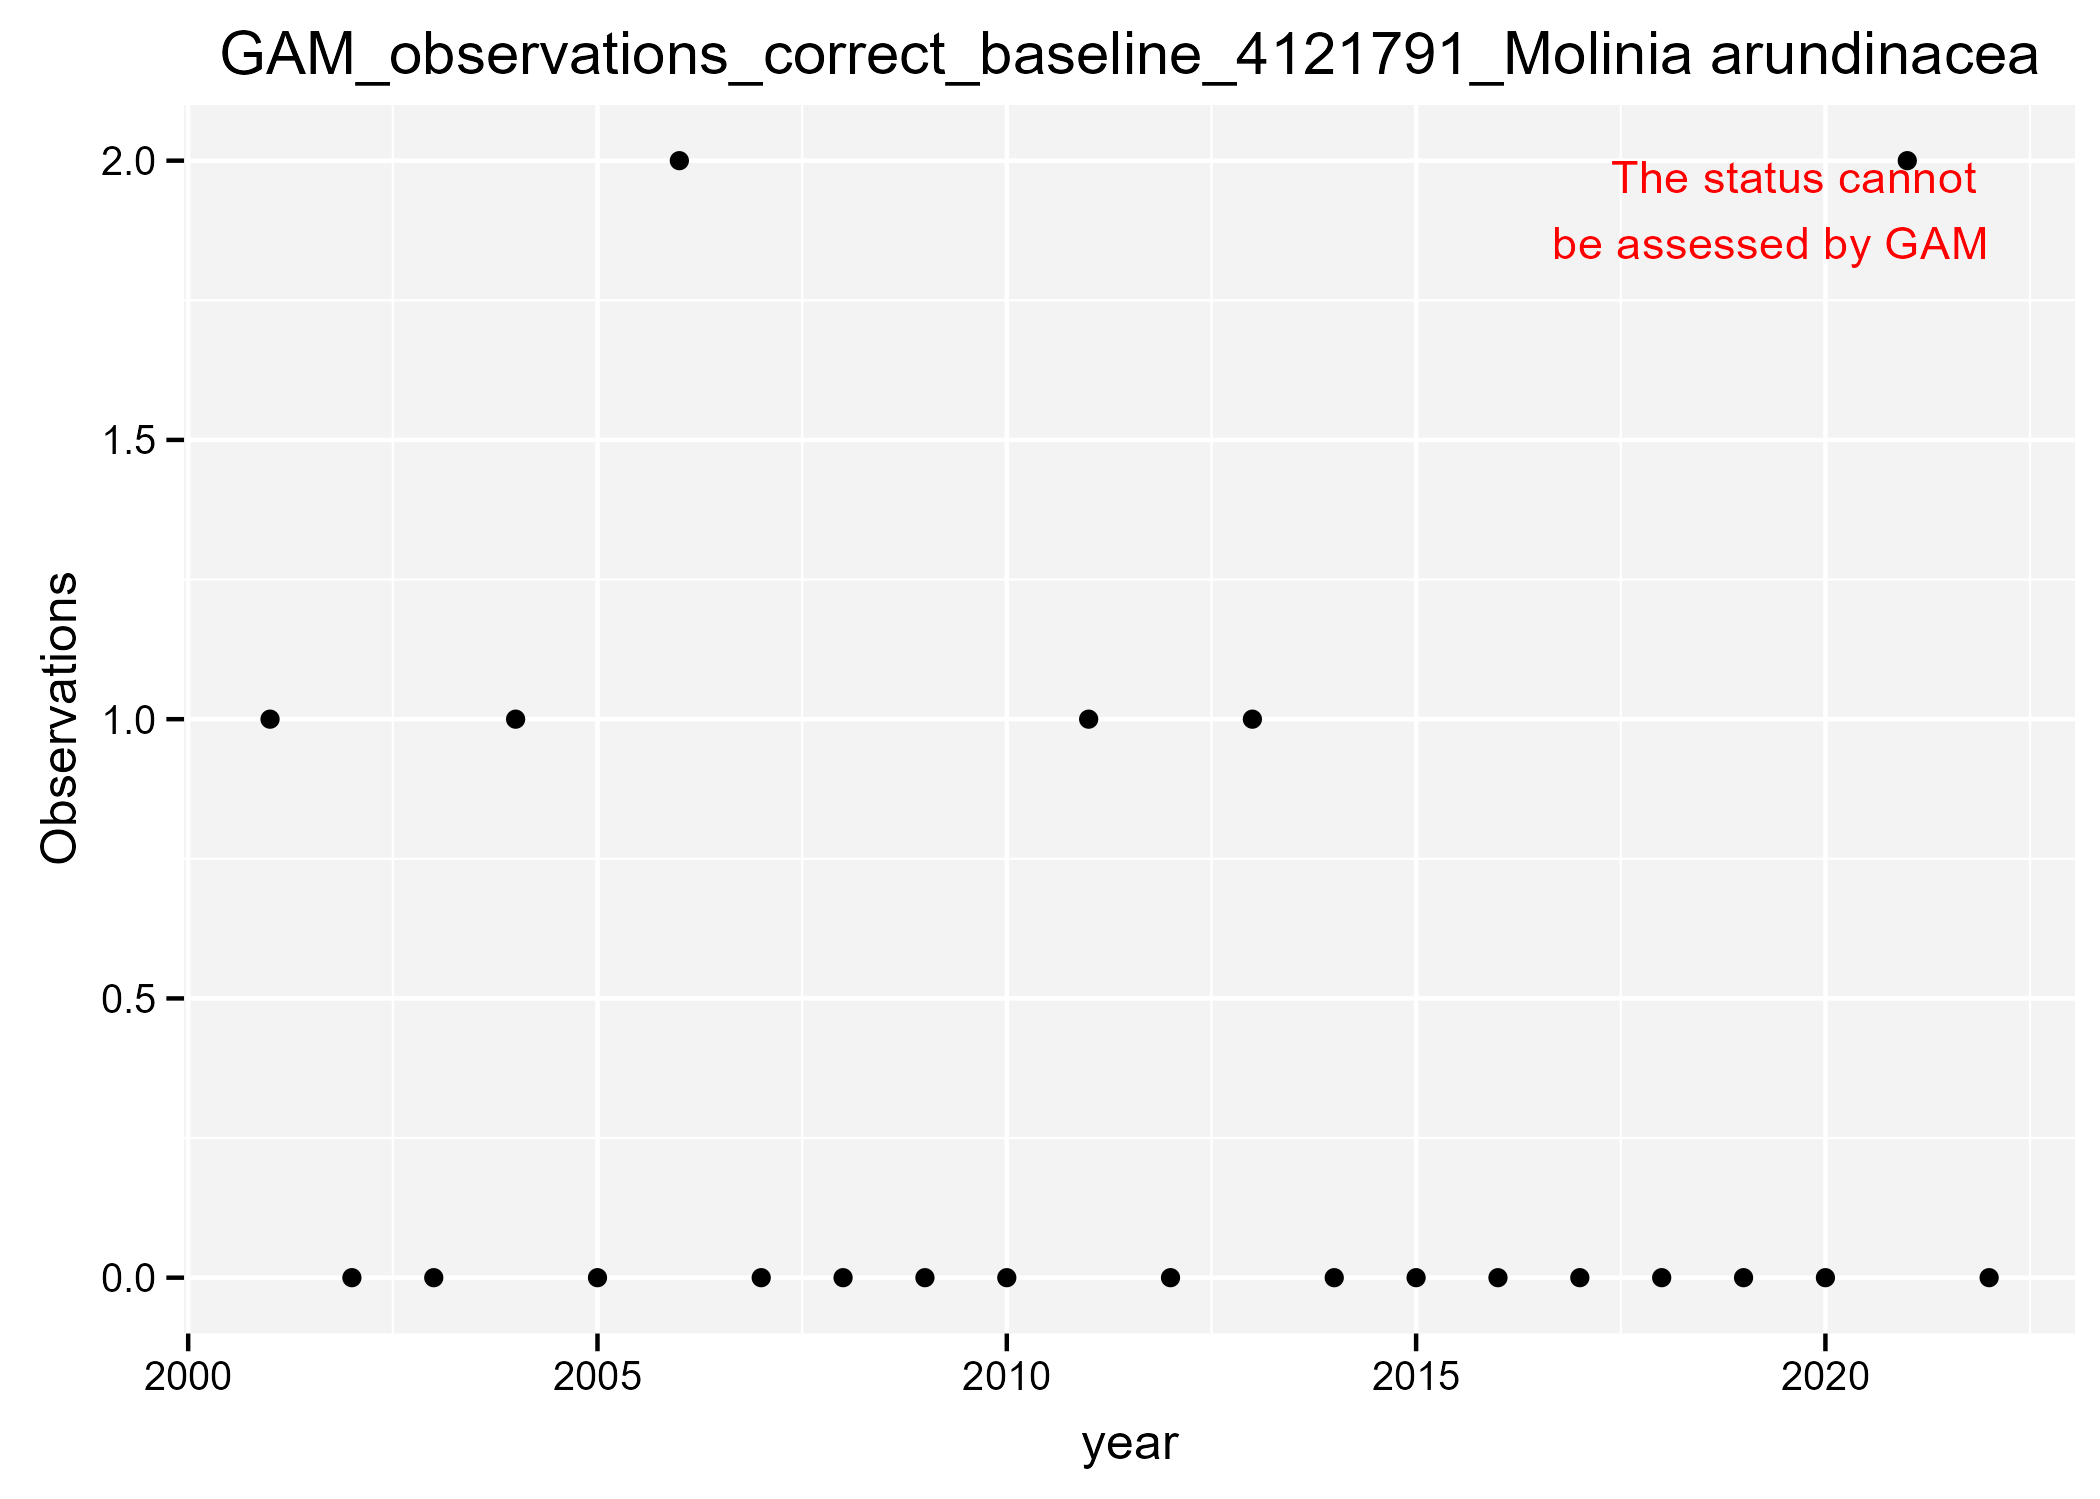 GAM_observations_correct_baseline_4121791_Molinia arundinacea
2.0
The status cannot
be assessed by GAM
1.5
1.0
0.5
0.0
Observations
2000 2005 2010 2015 2020
year